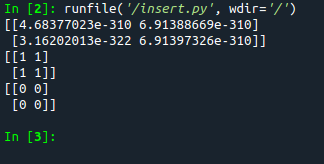 In [2]: runfile('/insert.py', wdir='/')
[[4.68377023e-310 6.91388669e-310]
 [3.16202013e-322 6.91397326e-310]]
[[1 1]
 [1 1]]
[[0 0]
 [0 0]]
In [3]: